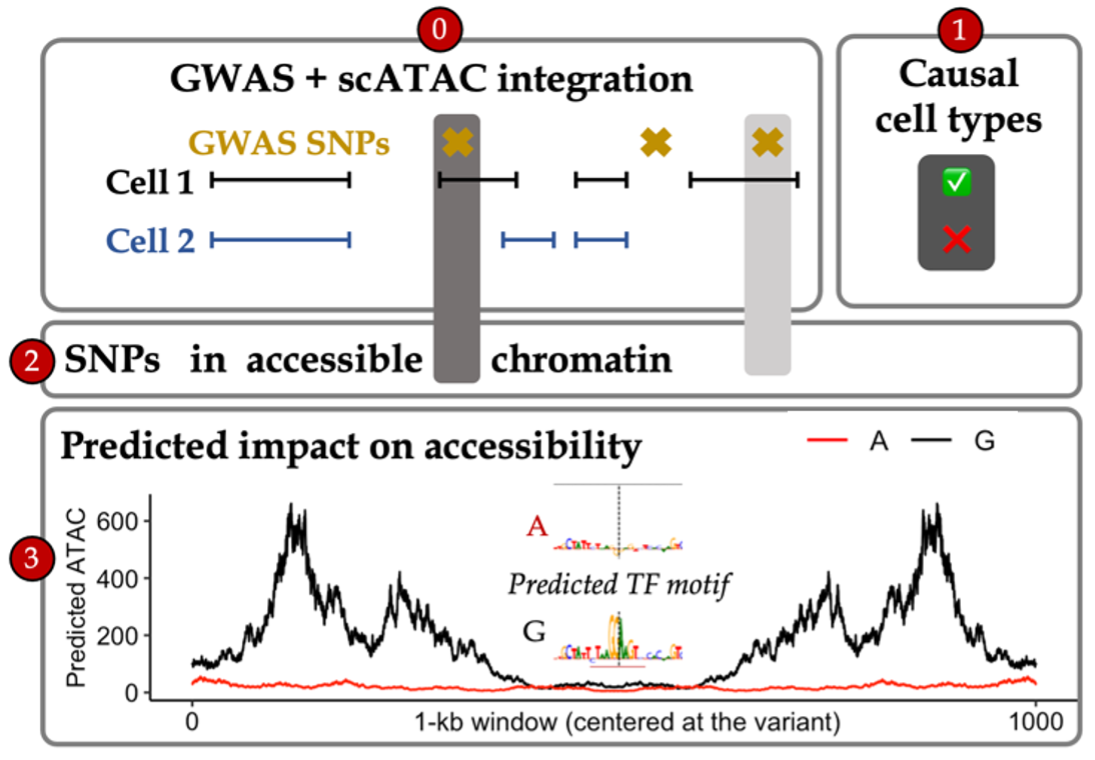 0
1
GWAS + scATAC integration
Causal
cell types
GWAS SNPs
Cell 1
Cell 2
2
SNPs in accessible chromatin
3
Predicted impact on accessibility
A G
Predicted ATAC
600
400
200
0
A
Predicted TF motif
G
0
1-kb window (centered at the variant)
1000